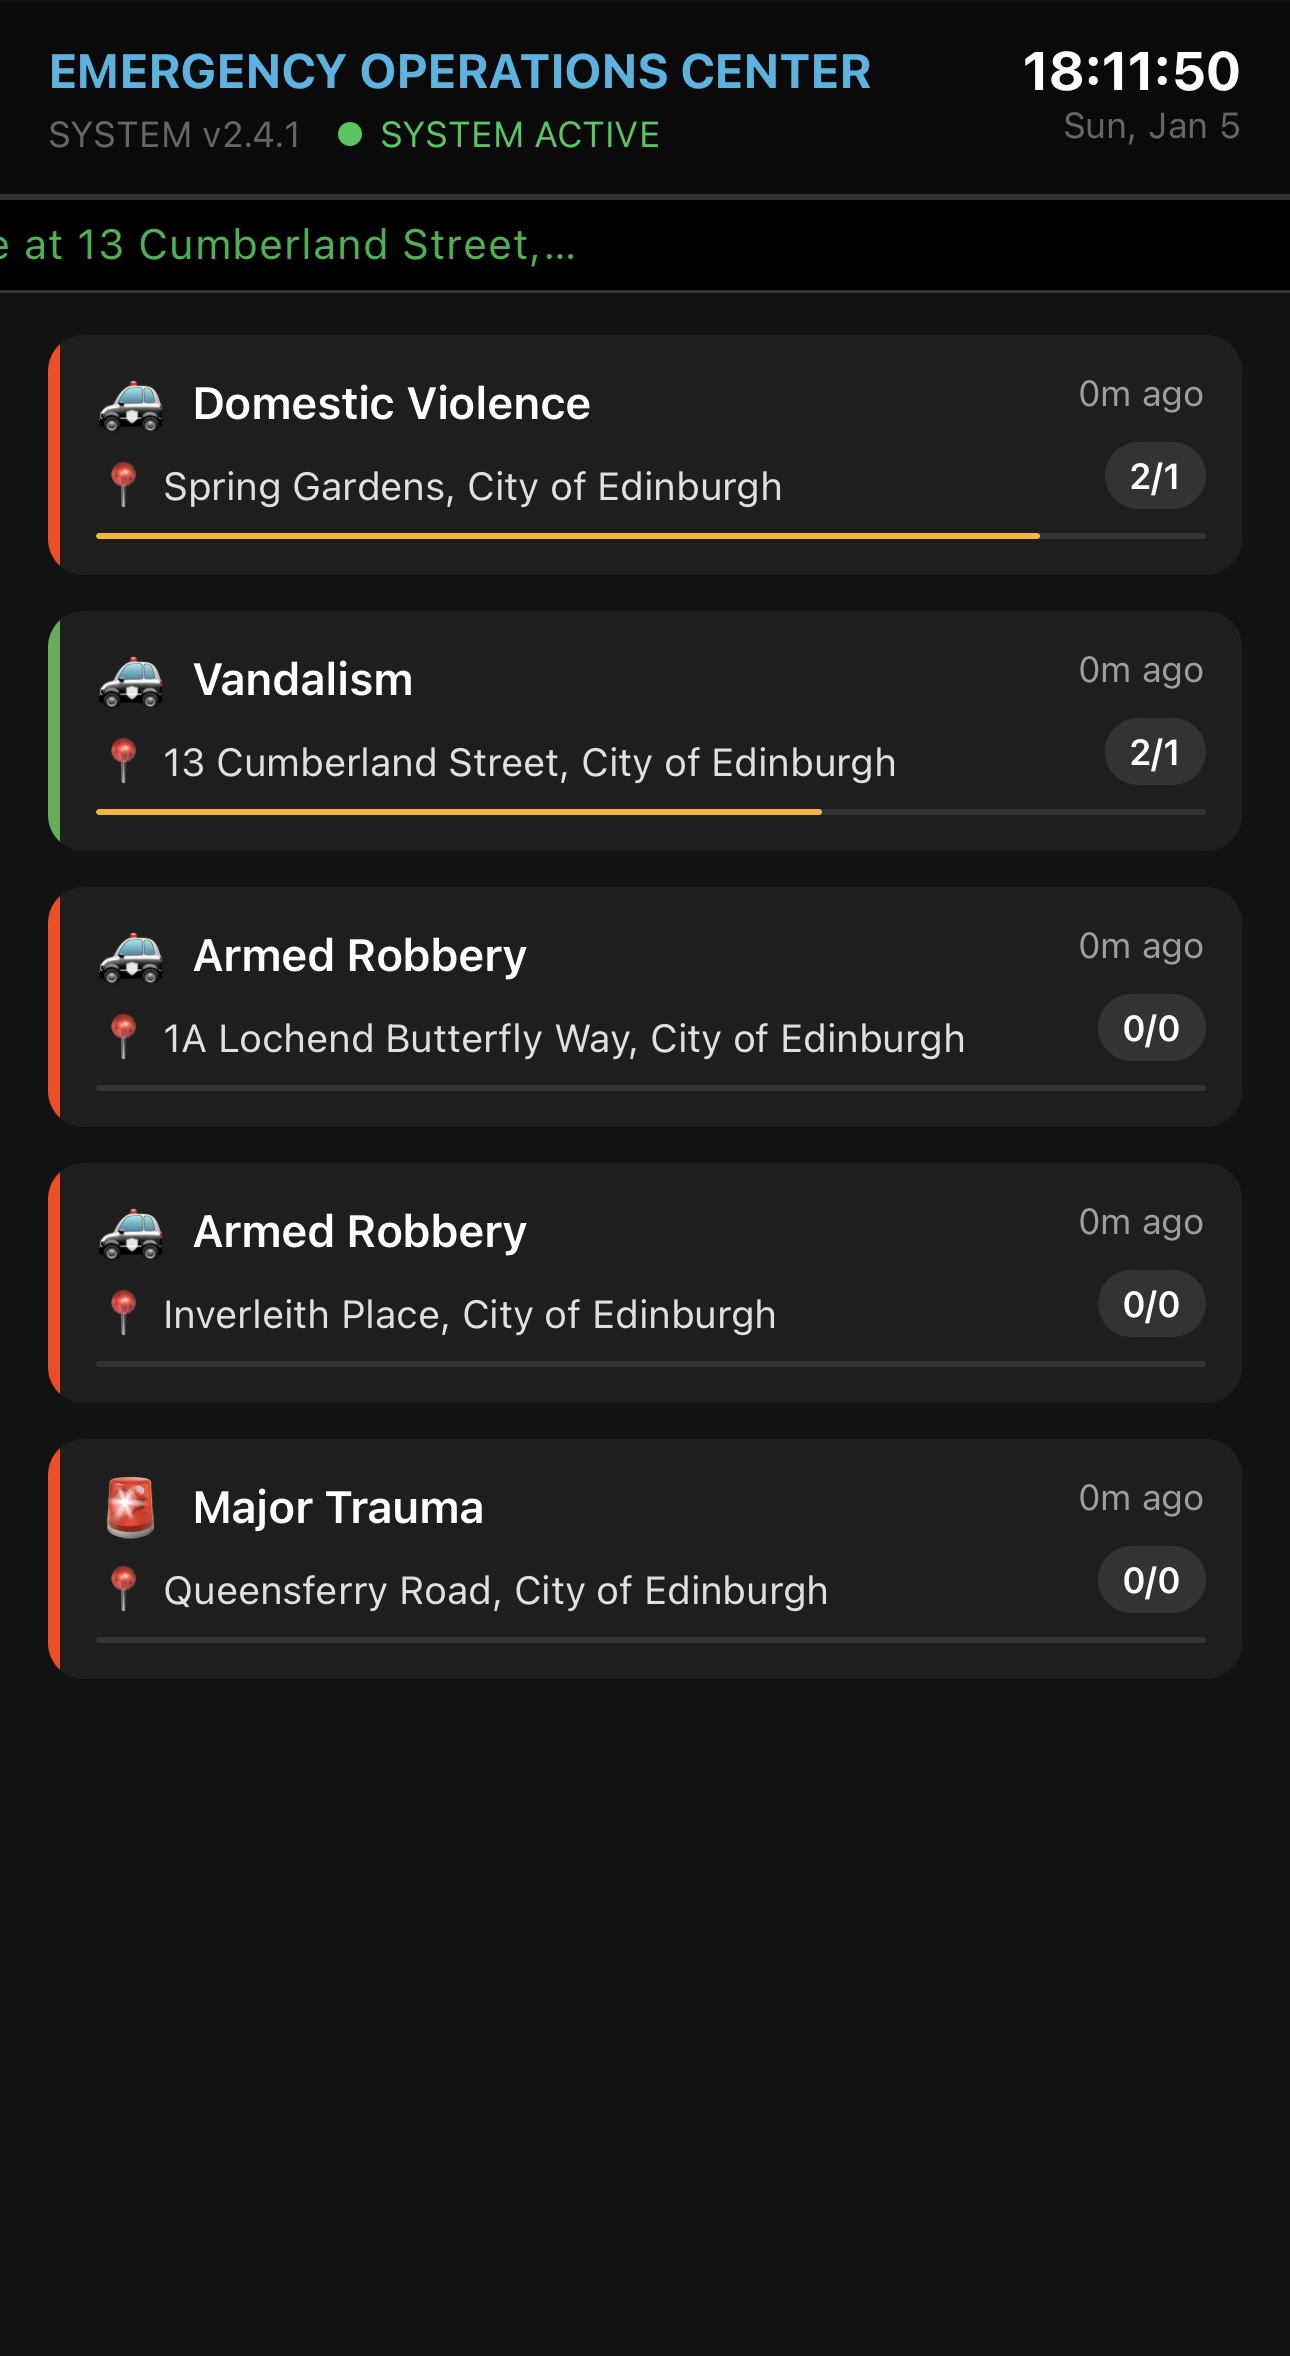 EMERGENCY OPERATIONS CENTER
18:11:50
SYSTEM v2.4.1 SYSTEM ACTIVE
Sun, Jan 5
e at 13 Cumberland Street,...
Domestic Violence
0m ago
Spring Gardens, City of Edinburgh
2/1
Vandalism
0m ago
13 Cumberland Street, City of Edinburgh
2/1
Armed Robbery
0m ago
1A Lochend Butterfly Way, City of Edinburgh
0/0
Armed Robbery
0m ago
Inverleith Place, City of Edinburgh
0/0
Major Trauma
0m ago
Queensferry Road, City of Edinburgh
0/0